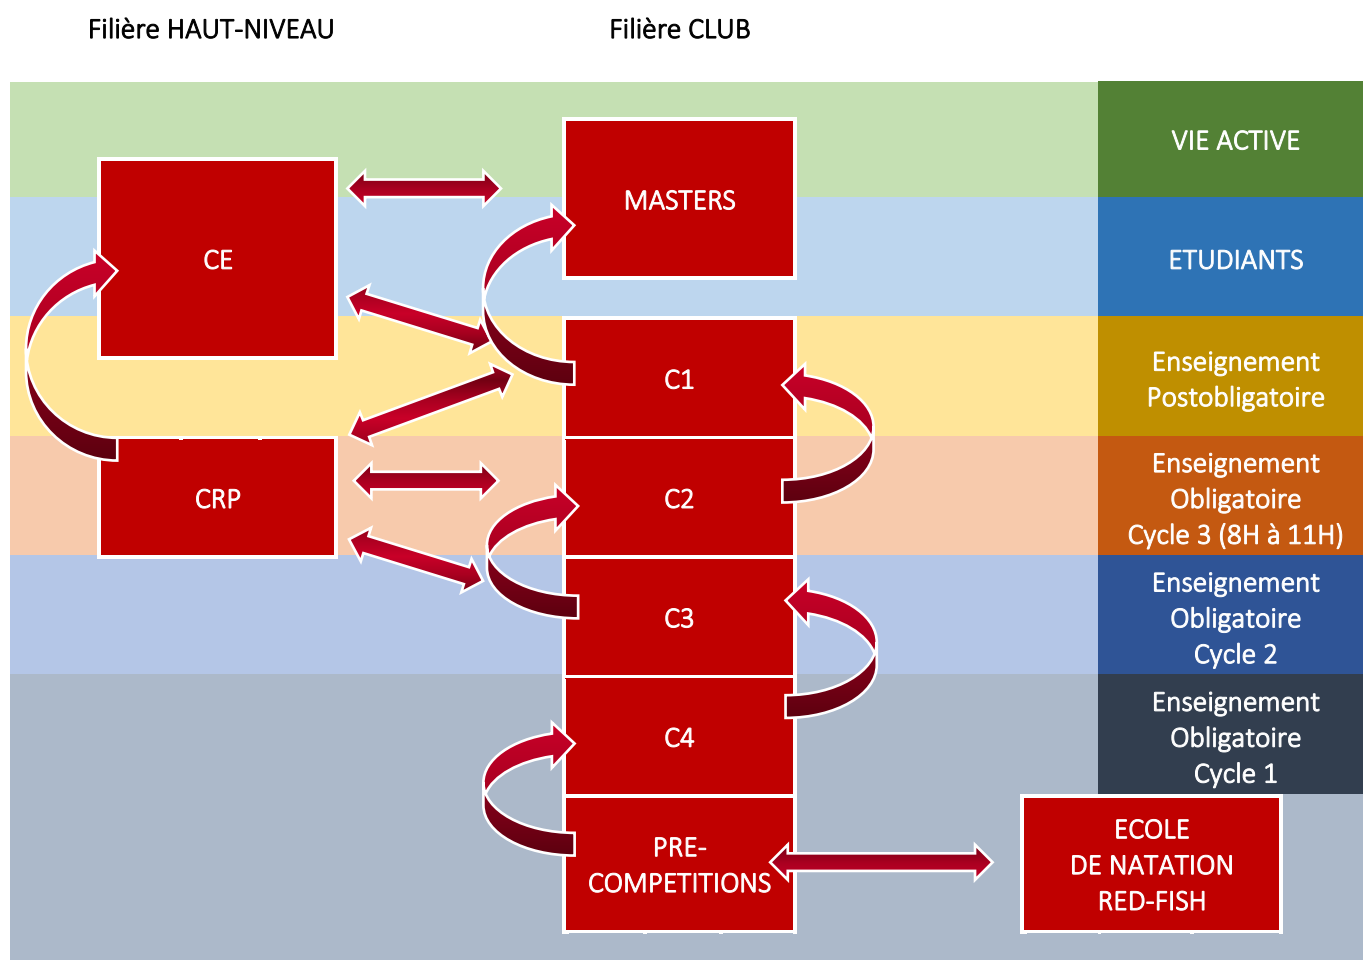 Filière HAUT-NIVEAU
Filière CLUB
VIE ACTIVE
MASTERS
CE
ETUDIANTS
C1
Enseignement
Postobligatoire
CRP
C2
Enseignement
Obligatoire
Cycle 3 (8H à 11H)
C3
Enseignement
Obligatoire
Cycle 2
C4
Enseignement
Obligatoire
Cycle 1
PRE-
COMPETITIONS
ECOLE
DE NATATION
RED-FISH